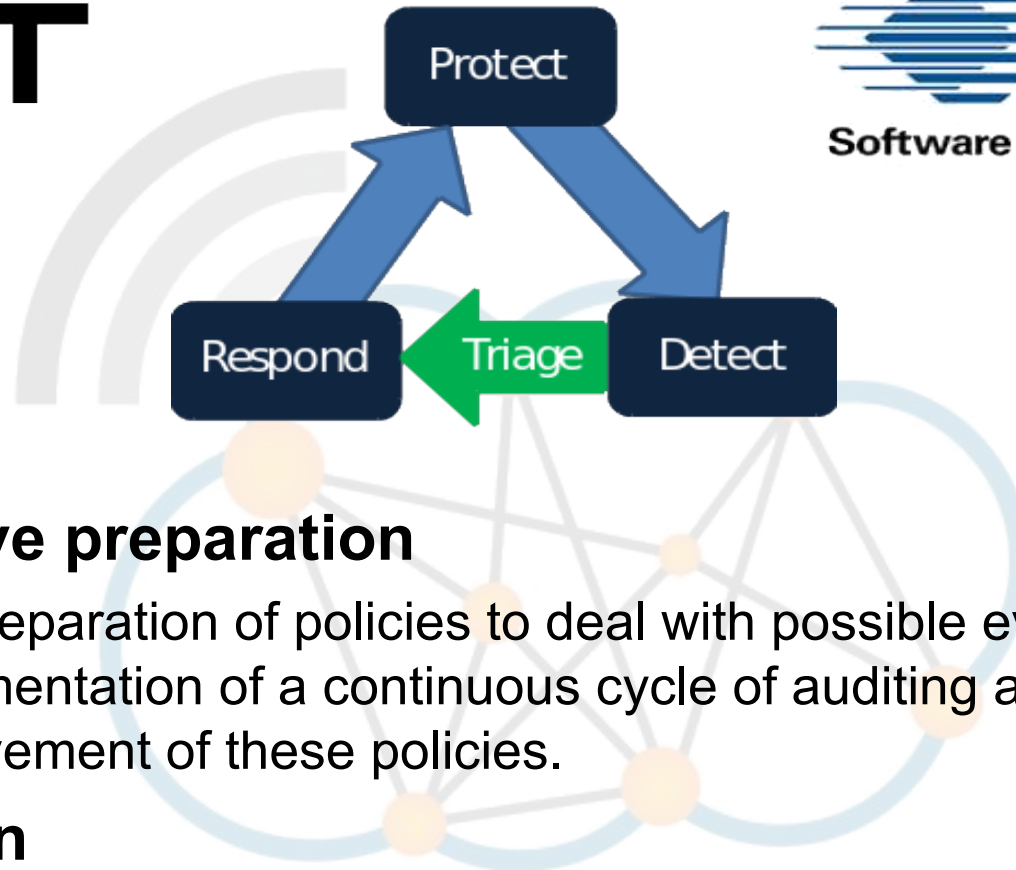 T
Protect
Software
Respond
Triage
Detect
ve preparation
eparation of policies to deal with possible ev
mentation of a continuous cycle of auditing a
vement of these policies.
n